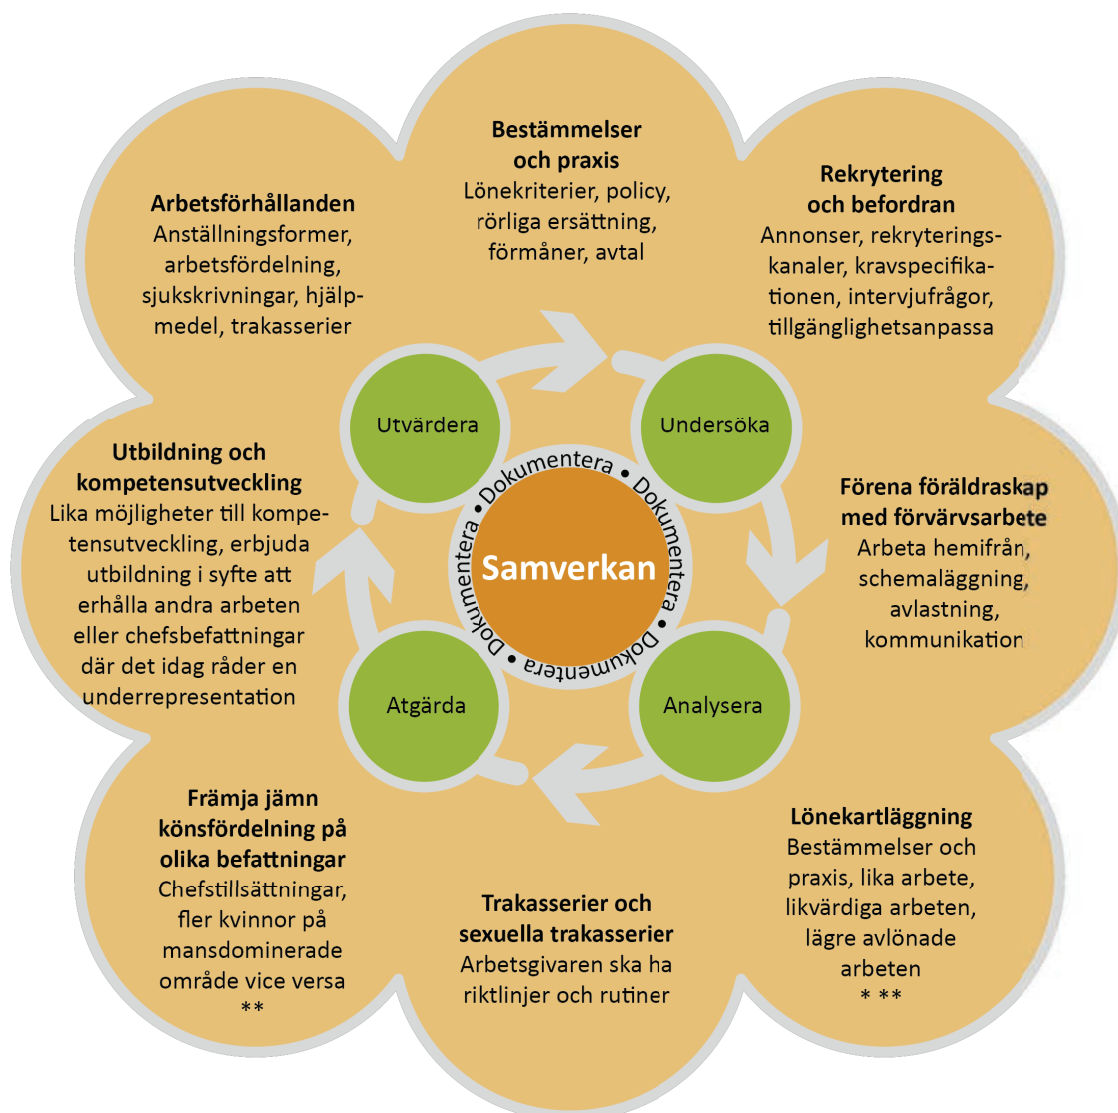 Bestämmelser
och praxis
Lönekriterier, policy,
rörliga ersättning,
förmåner, avtal
Rekrytering
och befordran
Annonser, rekryterings-
kanaler, kravspecifika-
tionen, intervjufrågor,
tillgänglighetsanpassa
Förena föräldraskap
med förvärvsarbete
Arbeta hemifrån,
schemaläggning,
avlastning,
kommunikation
Lönekartläggning
Bestämmelser och
praxis, lika arbete,
likvärdiga arbeten,
lägre avlönade
arbeten
* **
Trakasserier och
sexuella trakasserier
Arbetsgivaren ska ha
riktlinjer och rutiner
Främja jämn
könsfördelning på
olika befattningar
Chefstillsättningar,
fler kvinnor på
mansdominerade
område vice versa
**
Utbildning och
kompetensutveckling
Lika möjligheter till kompe-
tensutveckling, erbjuda
utbildning i syfte att
erhålla andra arbeten
eller chefsbefattningar
där det idag råder en
underrepresentation
Arbetsförhållanden
Anställningsformer,
arbetsfördelning,
sjukskrivningar, hjälp-
medel, trakasserier
Undersöka
Analysera
Atgärda
Utvärdera
Dokumentera • Dokumentera • Dokumentera • Dokumentera • Dokumentera •
Samverkan